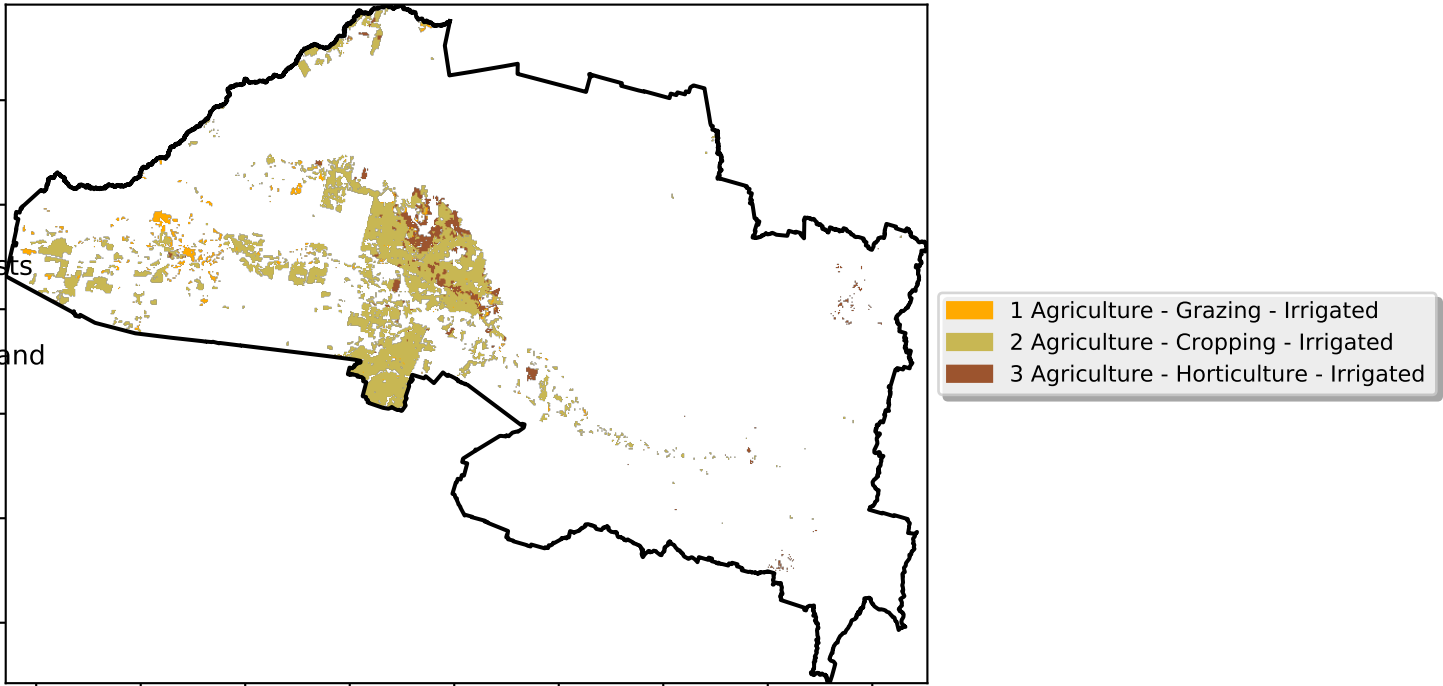 sts
and
1 Agriculture - Grazing - Irrigated
2 Agriculture - Cropping - Irrigated
3 Agriculture - Horticulture - Irrigated